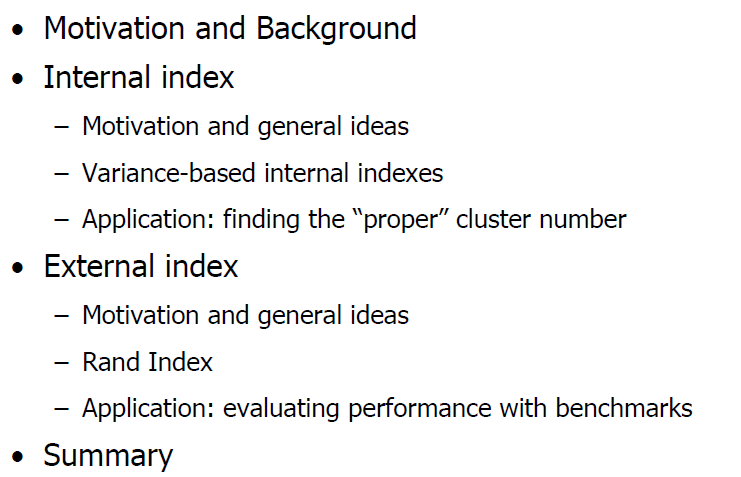 • Motivation and Background
• Internal index
– Motivation and general ideas
– Variance-based internal indexes
– Application: finding the “proper” cluster number
• External index
– Motivation and general ideas
– Rand Index
– Application: evaluating performance with benchmarks
• Summary